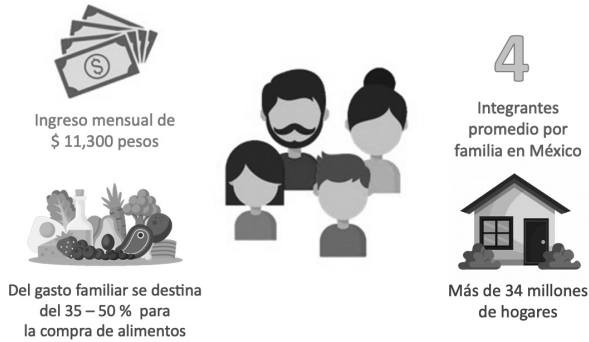 $
Ingreso mensual de
$ 11,300 pesos
4
Integrantes
promedio por
familia en México
Del gasto familiar se destina
del 35 – 50 % para
la compra de alimentos
Más de 34 millones
de hogares